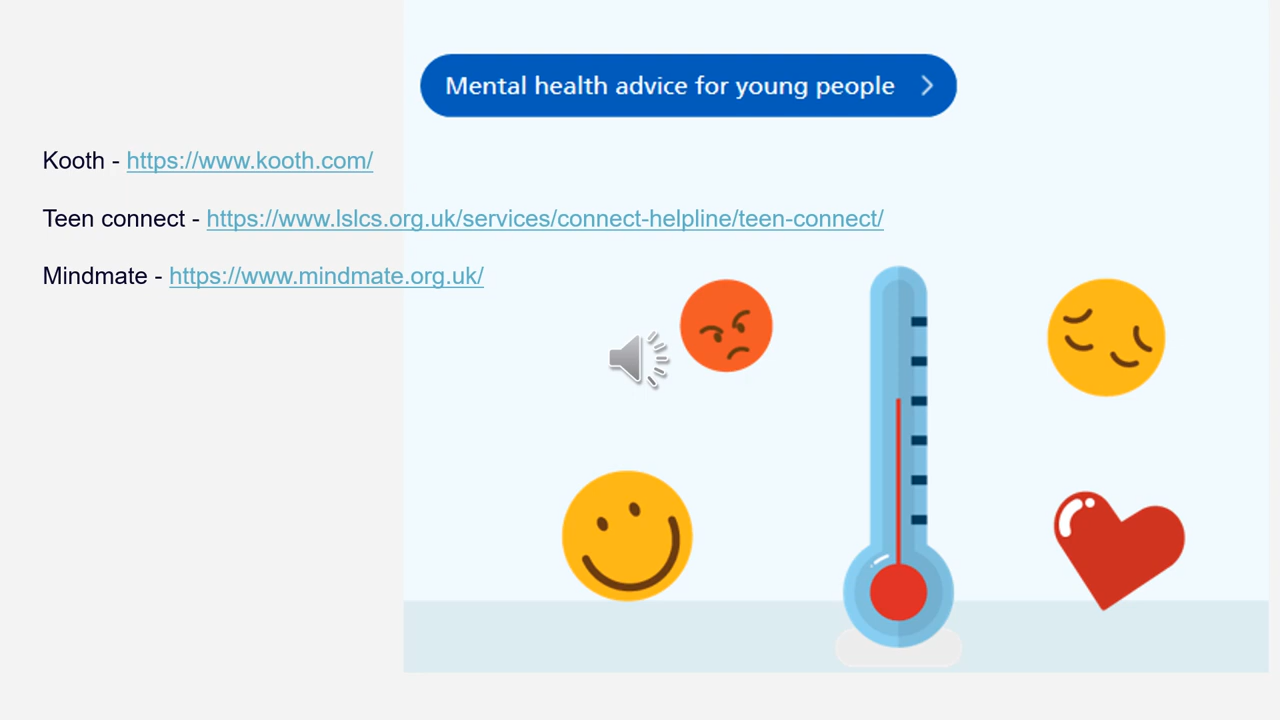 Mental health advice for young people
Kooth - https://www.kooth.com/
Teen connect - https://www.lslcs.org.uk/services/connect-helpline/teen-connect/
Mindmate - https://www.mindmate.org.uk/